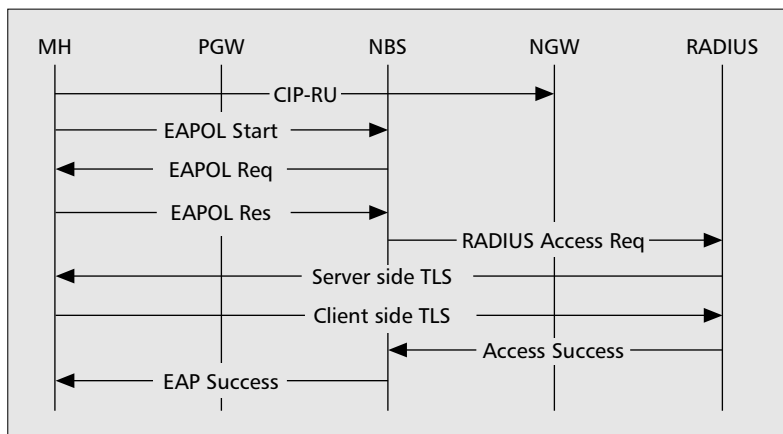 MH PGW NBS NGW RADIUS
CIP-RU
EAPOL Start
EAPOL Req
EAPOL Res
RADIUS Access Req
Server side TLS
Client side TLS
Access Success
EAP Success